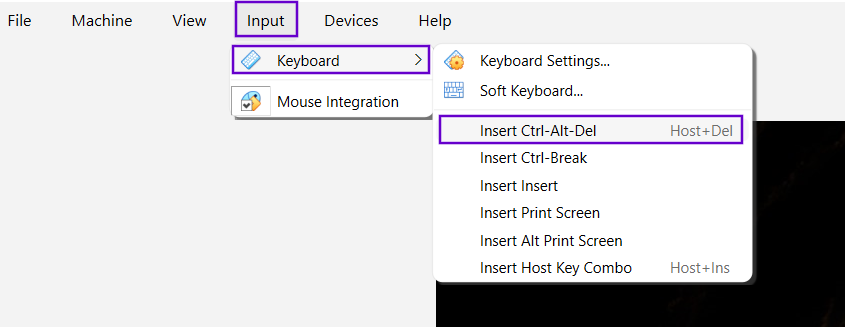 File Machine View Input Devices Help
Keyboard
Mouse Integration
Keyboard Settings...
Soft Keyboard...
Insert Ctrl-Alt-Del Host+Del
Insert Ctrl-Break
Insert Insert
Insert Print Screen
Insert Alt Print Screen
Insert Host Key Combo Host+Ins